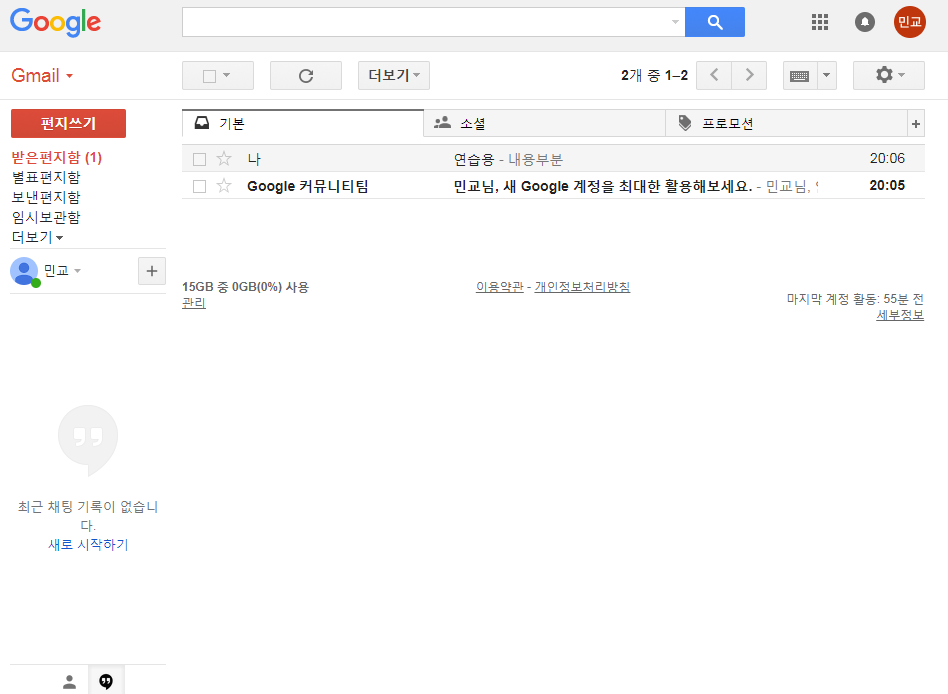 Google
민교
Gmail
더보기
2개 중 1–2
편지쓰기
기본
소셜
프로모션
받은편지함 (1)
별표편지함
보낸편지함
임시보관함
더보기
나 연습용 - 내용부분 20:06
Google 커뮤니티팀 민교님, 새 Google 계정을 최대한 활용해보세요. - 민교님, 20:05
민교
15GB 중 0GB(0%) 사용
관리
이용약관 - 개인정보처리방침
마지막 계정 활동: 55분 전
세부정보
최근 채팅 기록이 없습니
다.
새로 시작하기